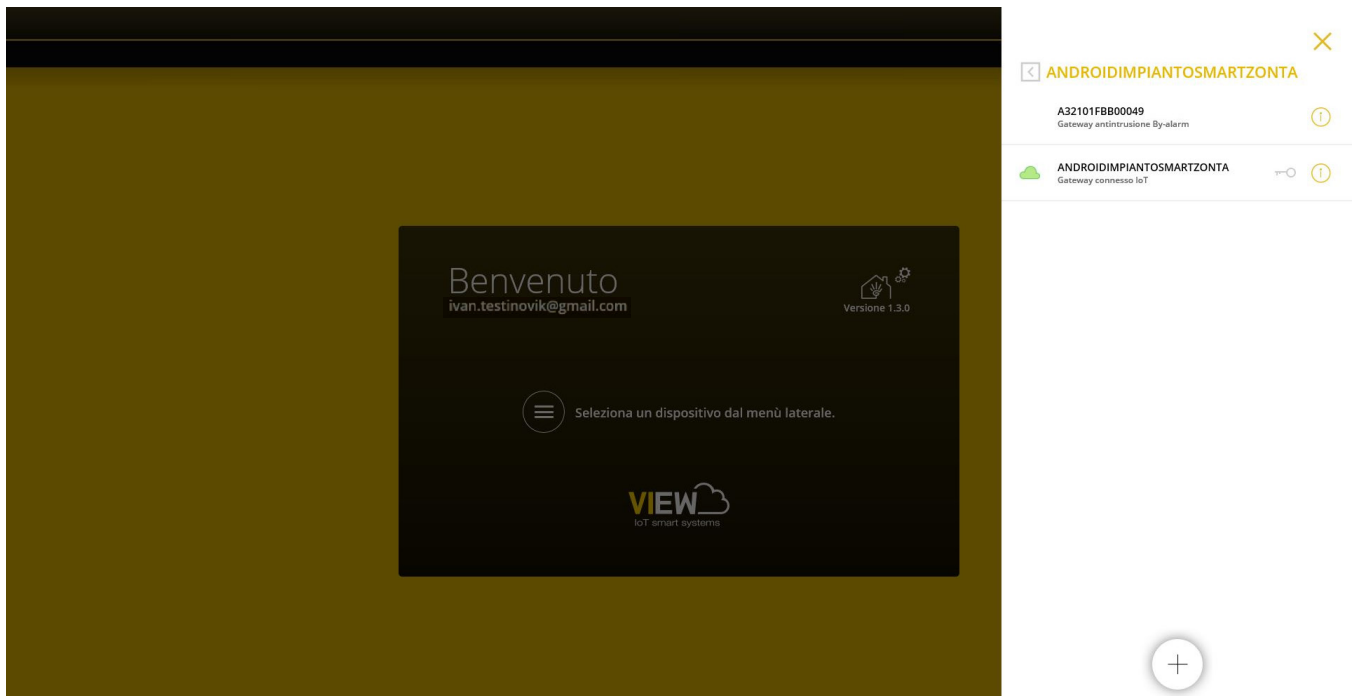 ANDROIDIMPIANTOSMARTZONTA
A32101FBB00049
Gateway antintrusione By-alarm
ANDROIDIMPIANTOSMARTZONTA
Gateway connesso IoT
Benvenuto
ivan.testinovik@gmail.com
Versione 1.3.0
Seleziona un dispositivo dal menù laterale.
VIEW
IoT smart systems